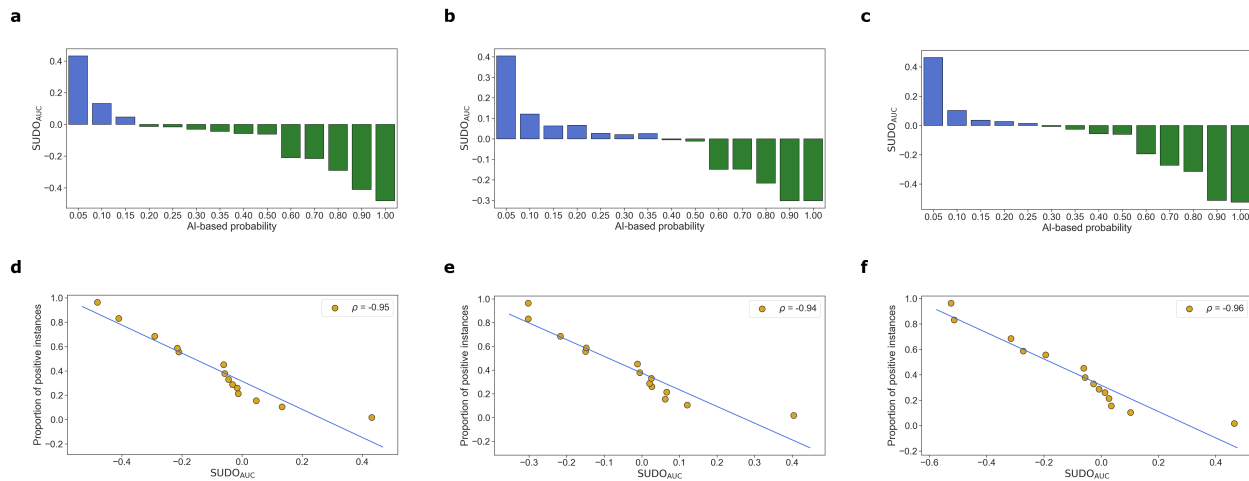 a
SUDO_AUC
0.4
0.2
0.0
−0.2
−0.4
0.05 0.10 0.15 0.20 0.25 0.30 0.35 0.40 0.50 0.60 0.70 0.80 0.90 1.00
AI-based probability
b
SUDO_AUC
0.4
0.3
0.2
0.1
0.0
−0.1
−0.2
−0.3
0.05 0.10 0.15 0.20 0.25 0.30 0.35 0.40 0.50 0.60 0.70 0.80 0.90 1.00
AI-based probability
c
SUDO_AUC
0.4
0.2
0.0
−0.2
−0.4
0.05 0.10 0.15 0.20 0.25 0.30 0.35 0.40 0.50 0.60 0.70 0.80 0.90 1.00
AI-based probability
d
Proportion of positive instances
1.0
0.8
0.6
0.4
0.2
0.0
−0.2
ρ = -0.95
−0.4 −0.2 0.0 0.2 0.4
SUDO_AUC
e
Proportion of positive instances
1.0
0.8
0.6
0.4
0.2
0.0
−0.2
ρ = -0.94
−0.3 −0.2 −0.1 0.0 0.1 0.2 0.3 0.4
SUDO_AUC
f
Proportion of positive instances
1.0
0.8
0.6
0.4
0.2
0.0
−0.2
ρ = -0.96
−0.6 −0.4 −0.2 0.0 0.2 0.4
SUDO_AUC